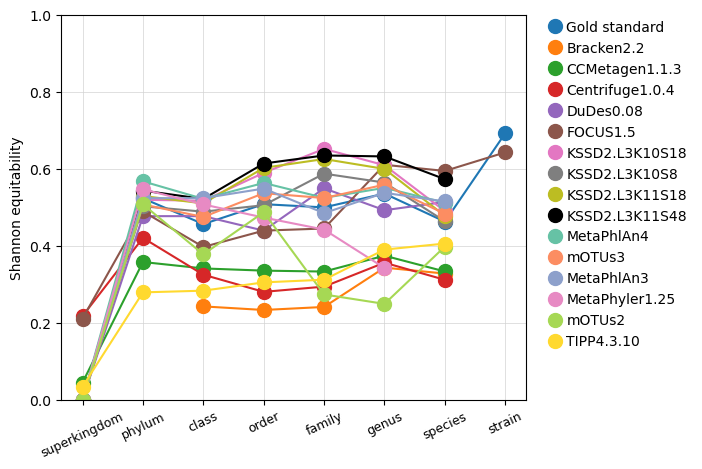 1.0
0.8
0.6
0.4
0.2
0.0
Shannon equitability
superkingdom
phylum
class
order
family
genus
species
strain
Gold standard
Bracken2.2
CCMetagen1.1.3
Centrifuge1.0.4
DuDes0.08
FOCUS1.5
KSSD2.L3K10S18
KSSD2.L3K10S8
KSSD2.L3K11S18
KSSD2.L3K11S48
MetaPhlAn4
mOTUs3
MetaPhlAn3
MetaPhyler1.25
mOTUs2
TIPP4.3.10